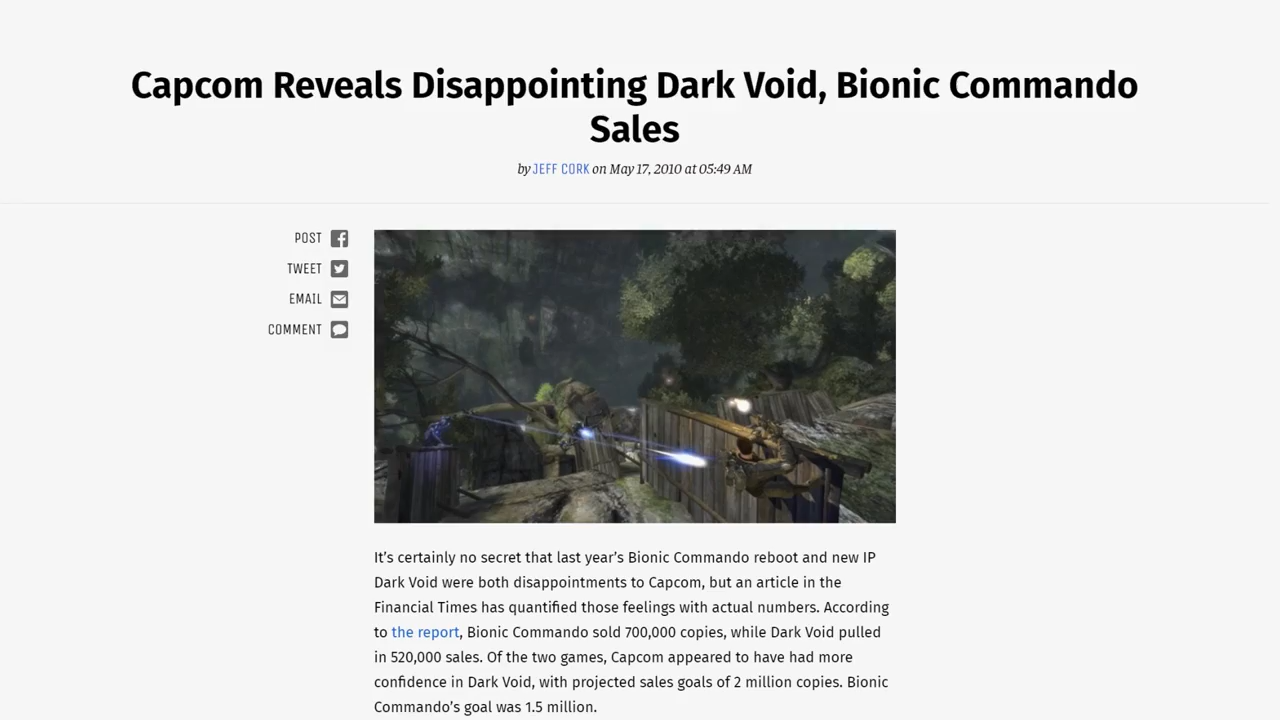 Capcom Reveals Disappointing Dark Void, Bionic Commando
Sales
by JEFF CORK on May 17, 2010 at 05:49 AM
POST
TWEET
EMAIL
COMMENT
It’s certainly no secret that last year’s Bionic Commando reboot and new IP
Dark Void were both disappointments to Capcom, but an article in the
Financial Times has quantified those feelings with actual numbers. According
to the report, Bionic Commando sold 700,000 copies, while Dark Void pulled
in 520,000 sales. Of the two games, Capcom appeared to have had more
confidence in Dark Void, with projected sales goals of 2 million copies. Bionic
Commando’s goal was 1.5 million.